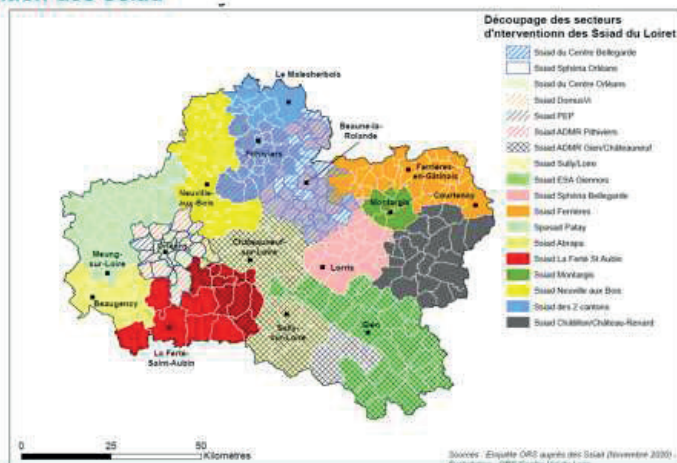 Découpage des secteurs
d'interventionn des Ssiad du Loiret
Ssiad du Centre Bellegarde
Ssiad Sphéria Orléans
Ssiad du Centre Orléans
Ssiad DomusVi
Ssiad PEP
Ssiad ADMR Pithiviers
Ssiad ADMR Gien/Châteauneuf
Ssiad Sully/Loire
Ssiad ESA Giennois
Ssiad Sphéria Bellegarde
Ssiad Ferrières
Spasad Patay
Ssiad Abrapa
Ssiad La Ferté St Aubin
Ssiad Montargis
Ssiad Neuville aux Bois
Ssiad des 2 cantons
Ssiad Châtillon/Château-Renard
Le Malesherbois
Pithiviers
Beaune-la-
Rolande
Ferrières-
en-Gâtinais
Neuville-
aux-Bois
Montargis
Courtenay
Orléans
Châteauneuf-
sur-Loire
Meung-
sur-Loire
Lorris
Beaugency
Sully-
sur-Loire
Gien
La Ferté-
Saint-Aubin
0 25 50
Kilomètres
Sources : Enquête ORS auprès des Ssiad (Novembre 2020) -